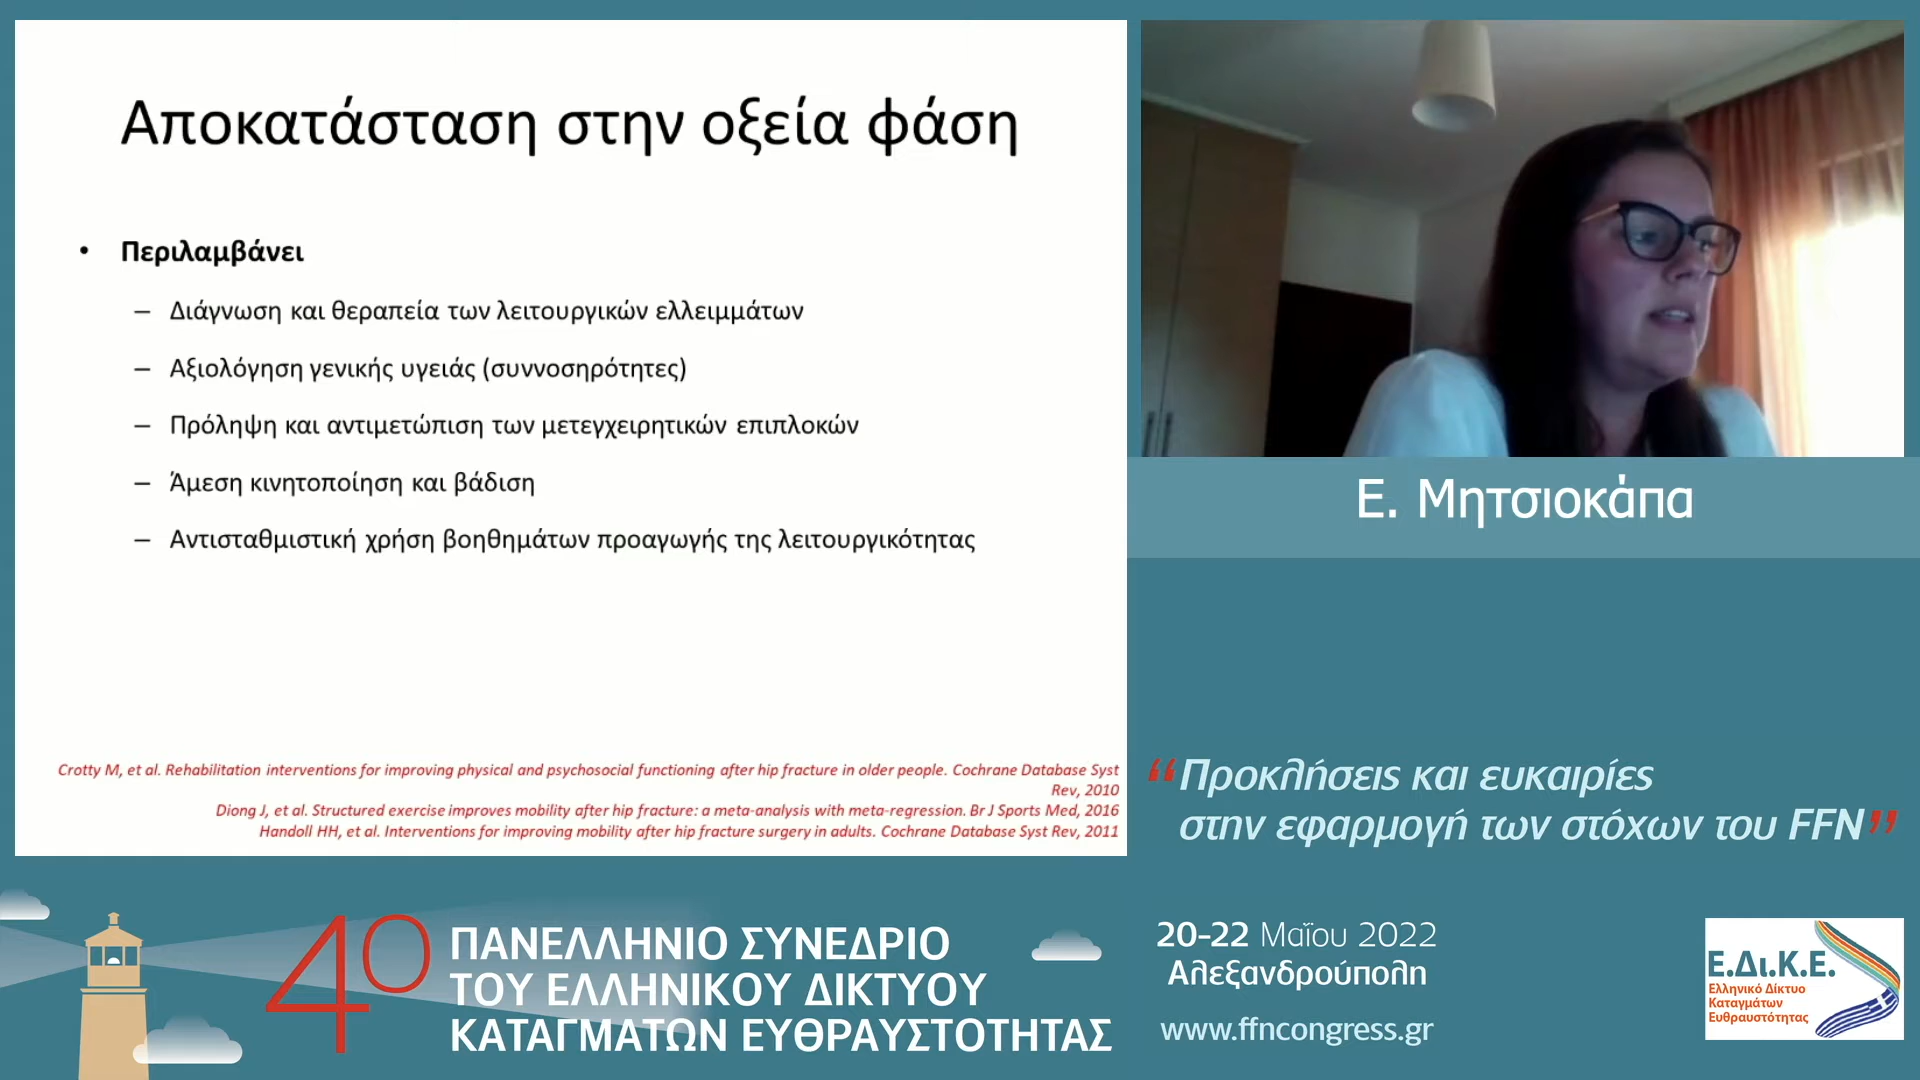 Αποκατάσταση στην οξεία φάση
• Περιλαμβάνει
– Διάγνωση και θεραπεία των λειτουργικών ελλειμμάτων
– Αξιολόγηση γενικής υγειάς (συννοσηρότητες)
– Πρόληψη και αντιμετώπιση των μετεγχειρητικών επιπλοκών
– Άμεση κινητοποίηση και βάδιση
– Αντισταθμιστική χρήση βοηθημάτων προαγωγής της λειτουργικότητας
Crotty M, et al. Rehabilitation interventions for improving physical and psychosocial functioning after hip fracture in older people. Cochrane Database Syst
Rev, 2010
Diong J, et al. Structured exercise improves mobility after hip fracture: a meta-analysis with meta-regression. Br J Sports Med, 2016
Handoll HH, et al. Interventions for improving mobility after hip fracture surgery in adults. Cochrane Database Syst Rev, 2011
Ε. Μητσιοκάπα
“Προκλήσεις και ευκαιρίες
στην εφαρμογή των στόχων του FFN”
4ο
ΠΑΝΕΛΛΗΝΙΟ ΣΥΝΕΔΡΙΟ
ΤΟΥ ΕΛΛΗΝΙΚΟΥ ΔΙΚΤΥΟΥ
ΚΑΤΑΓΜΑΤΩΝ ΕΥΘΡΑΥΣΤΟΤΗΤΑΣ
20-22 Μαΐου 2022
Αλεξανδρούπολη
www.ffncongress.gr
Ε.Δι.Κ.Ε.
Ελληνικό Δίκτυο
Καταγμάτων
Ευθραυστότητας